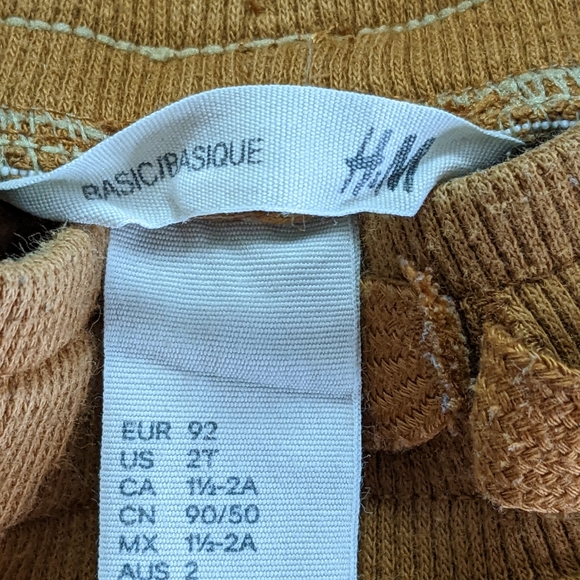 BASIC/BASIQUE H&M
EUR 92
US 2T
CA 1½-2A
CN 90/50
MX 1½-2A
AUS 2